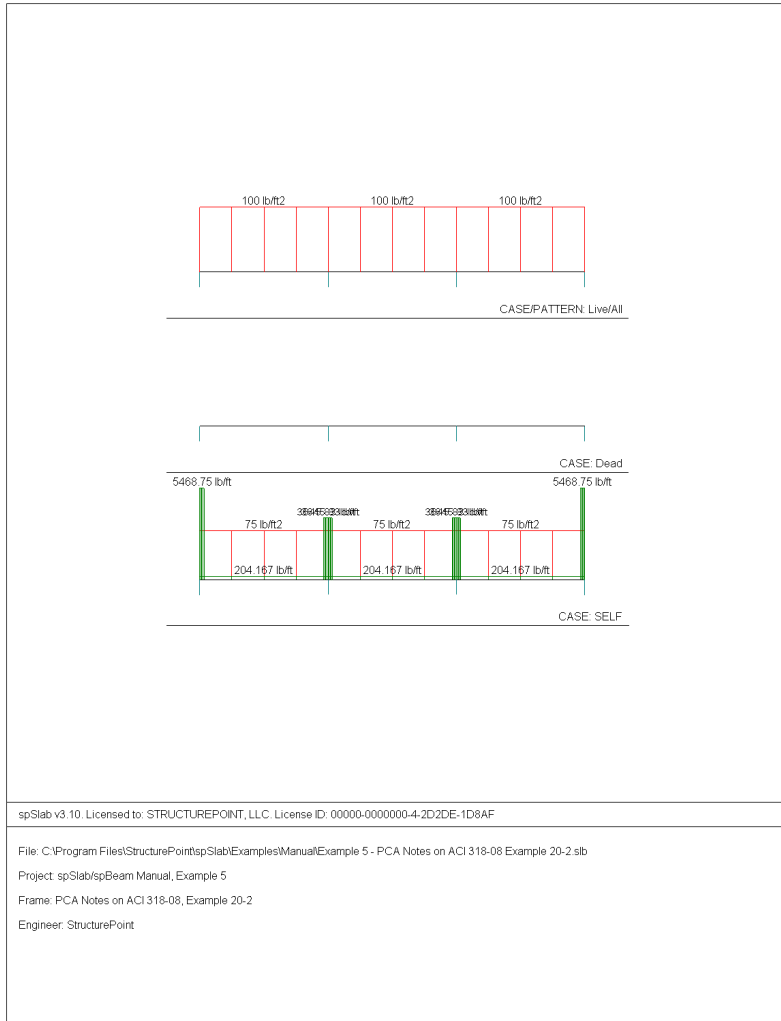 100 lb/ft2 100 lb/ft2 100 lb/ft2
CASE/PATTERN: Live/All
CASE: Dead
5468.75 lb/ft 5468.75 lb/ft
75 lb/ft2 75 lb/ft2 75 lb/ft2
204.167 lb/ft 204.167 lb/ft 204.167 lb/ft
CASE: SELF
spSlab v3.10. Licensed to: STRUCTUREPOINT, LLC. License ID: 00000-0000000-4-2D2DE-1D8AF
File: C:\Program Files\StructurePoint\spSlab\Examples\Manual\Example 5 - PCA Notes on ACI 318-08 Example 20-2.slb
Project: spSlab/spBeam Manual, Example 5
Frame: PCA Notes on ACI 318-08, Example 20-2
Engineer: StructurePoint